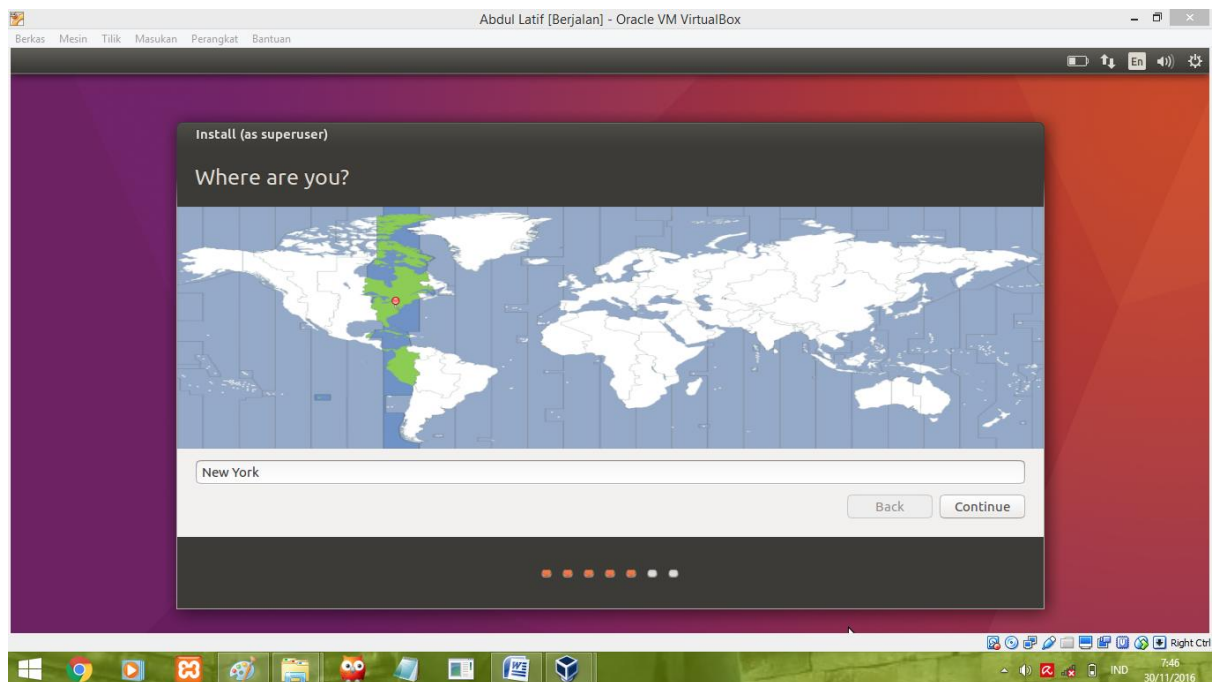 Abdul Latif [Berjalan] - Oracle VM VirtualBox
Berkas Mesin Tilik Masukan Perangkat Bantuan
En
Install (as superuser)
Where are you?
New York
Back Continue
Right Ctrl
IND 7:46
30/11/2016